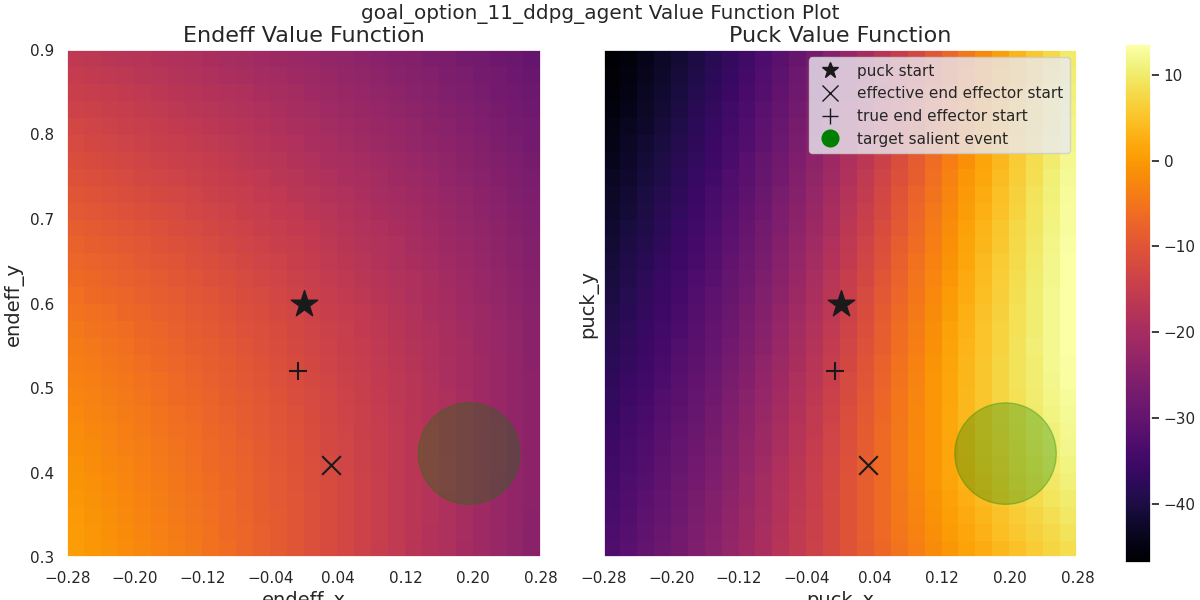 goal_option_11_ddpg_agent Value Function Plot
Endeff Value Function
Puck Value Function
0.9
0.8
0.7
0.6
0.5
0.4
0.3
endeff_y
−0.28 −0.20 −0.12 −0.04 0.04 0.12 0.20 0.28
endeff_x
puck_y
puck start
effective end effector start
true end effector start
target salient event
−0.28 −0.20 −0.12 −0.04 0.04 0.12 0.20 0.28
puck_x
10
0
−10
−20
−30
−40